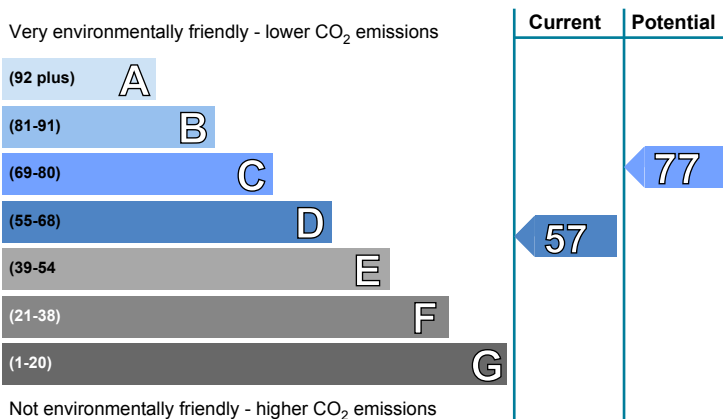 Very environmentally friendly - lower CO2 emissions
Current
Potential
(92 plus) A
(81-91) B
(69-80) C
77
(55-68) D
57
(39-54 E
(21-38) F
(1-20) G
Not environmentally friendly - higher CO2 emissions